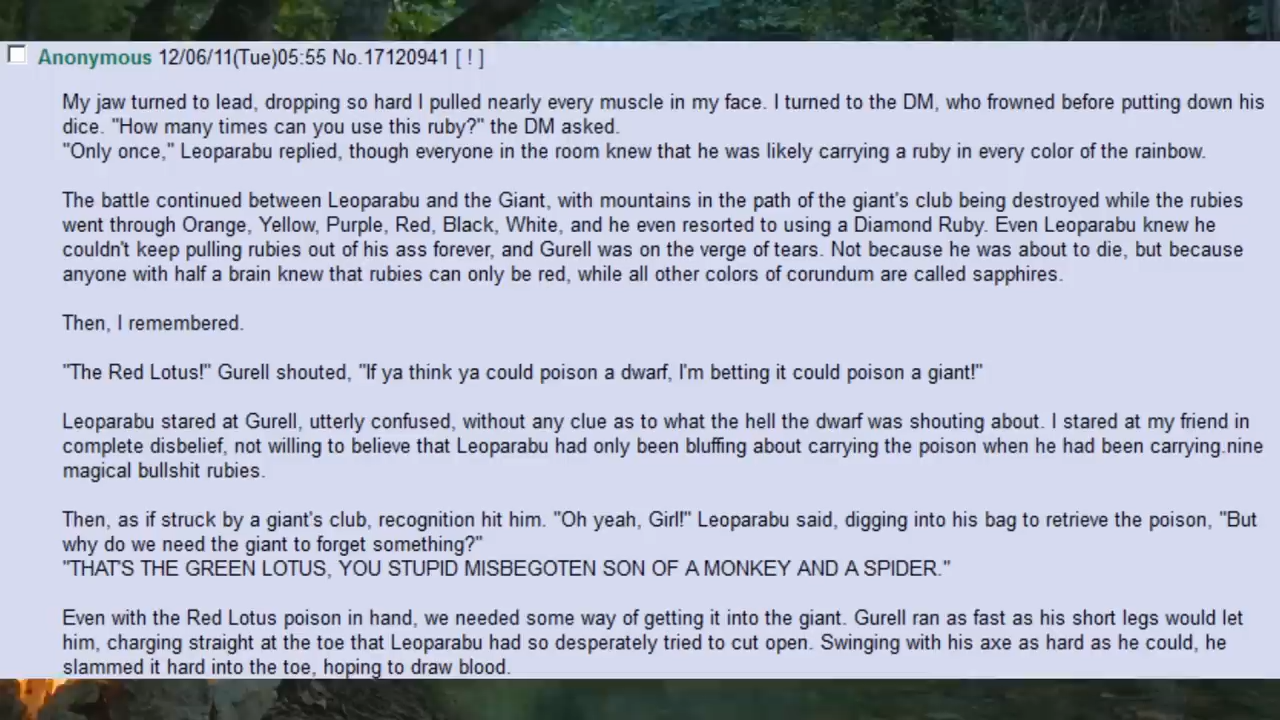 Anonymous 12/06/11(Tue)05:55 No.17120941 [ ! ]
My jaw turned to lead, dropping so hard I pulled nearly every muscle in my face. I turned to the DM, who frowned before putting down his
dice. "How many times can you use this ruby?" the DM asked.
"Only once," Leoparabu replied, though everyone in the room knew that he was likely carrying a ruby in every color of the rainbow.
The battle continued between Leoparabu and the Giant, with mountains in the path of the giant's club being destroyed while the rubies
went through Orange, Yellow, Purple, Red, Black, White, and he even resorted to using a Diamond Ruby. Even Leoparabu knew he
couldn't keep pulling rubies out of his ass forever, and Gurell was on the verge of tears. Not because he was about to die, but because
anyone with half a brain knew that rubies can only be red, while all other colors of corundum are called sapphires.
Then, I remembered.
"The Red Lotus!" Gurell shouted, "If ya think ya could poison a dwarf, I'm betting it could poison a giant!"
Leoparabu stared at Gurell, utterly confused, without any clue as to what the hell the dwarf was shouting about. I stared at my friend in
complete disbelief, not willing to believe that Leoparabu had only been bluffing about carrying the poison when he had been carrying.nine
magical bullshit rubies.
Then, as if struck by a giant's club, recognition hit him. "Oh yeah, Girl!" Leoparabu said, digging into his bag to retrieve the poison, "But
why do we need the giant to forget something?"
"THAT'S THE GREEN LOTUS, YOU STUPID MISBEGOTEN SON OF A MONKEY AND A SPIDER."
Even with the Red Lotus poison in hand, we needed some way of getting it into the giant. Gurell ran as fast as his short legs would let
him, charging straight at the toe that Leoparabu had so desperately tried to cut open. Swinging with his axe as hard as he could, he
slammed it hard into the toe, hoping to draw blood.